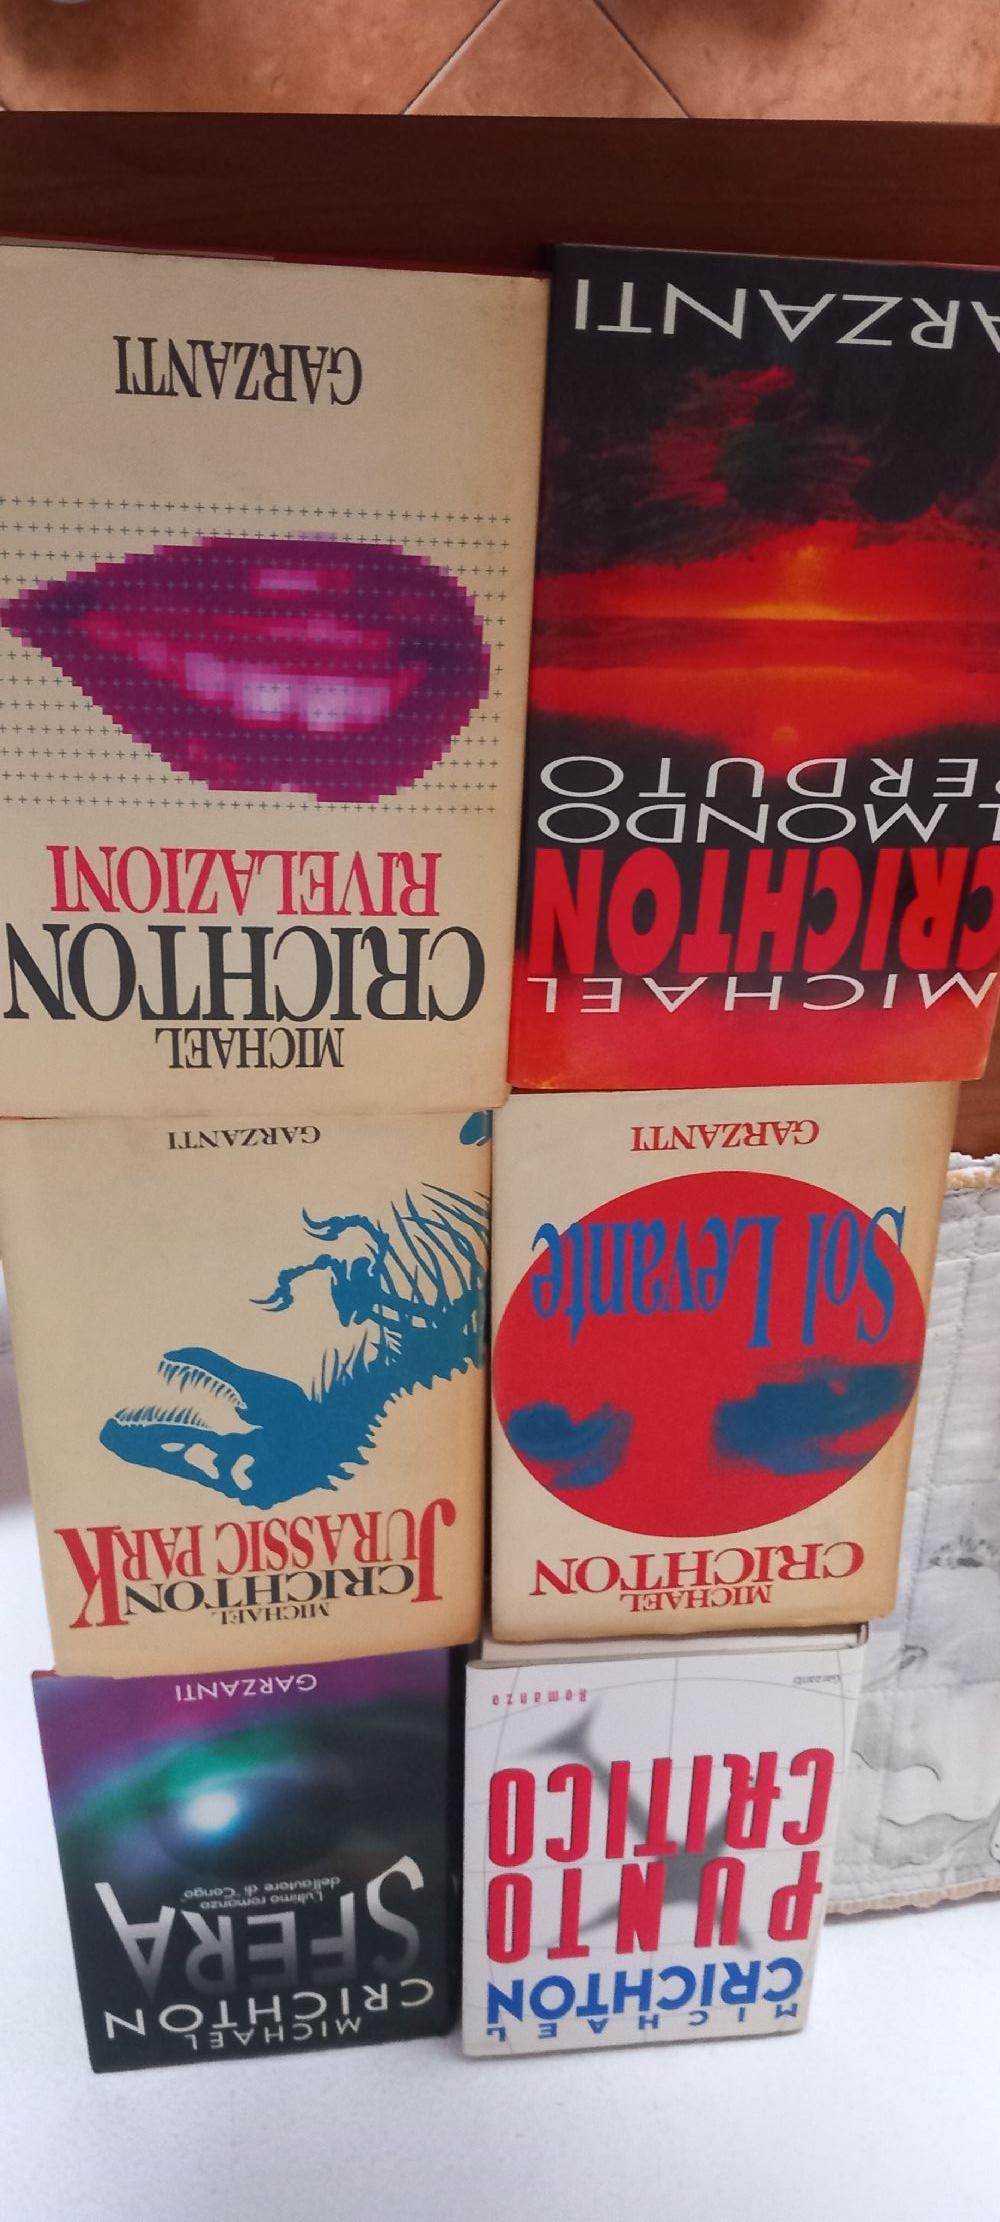 MICHAEL
CRICHTON
PUNTO
CRITICO
Garzanti
Romanzo
MICHAEL
CRICHTON
SFERA
L'ultimo romanzo
dell'autore di "Congo"
GARZANTI
MICHAEL
CRICHTON
Sol Levante
GARZANTI
MICHAEL
CRICHTON
JURASSIC PARK
GARZANTI
MICHAEL
CRICHTON
L MONDO
PERDUTO
ARZANTI
MICHAEL
CRICHTON
RIVELAZIONI
GARZANTI